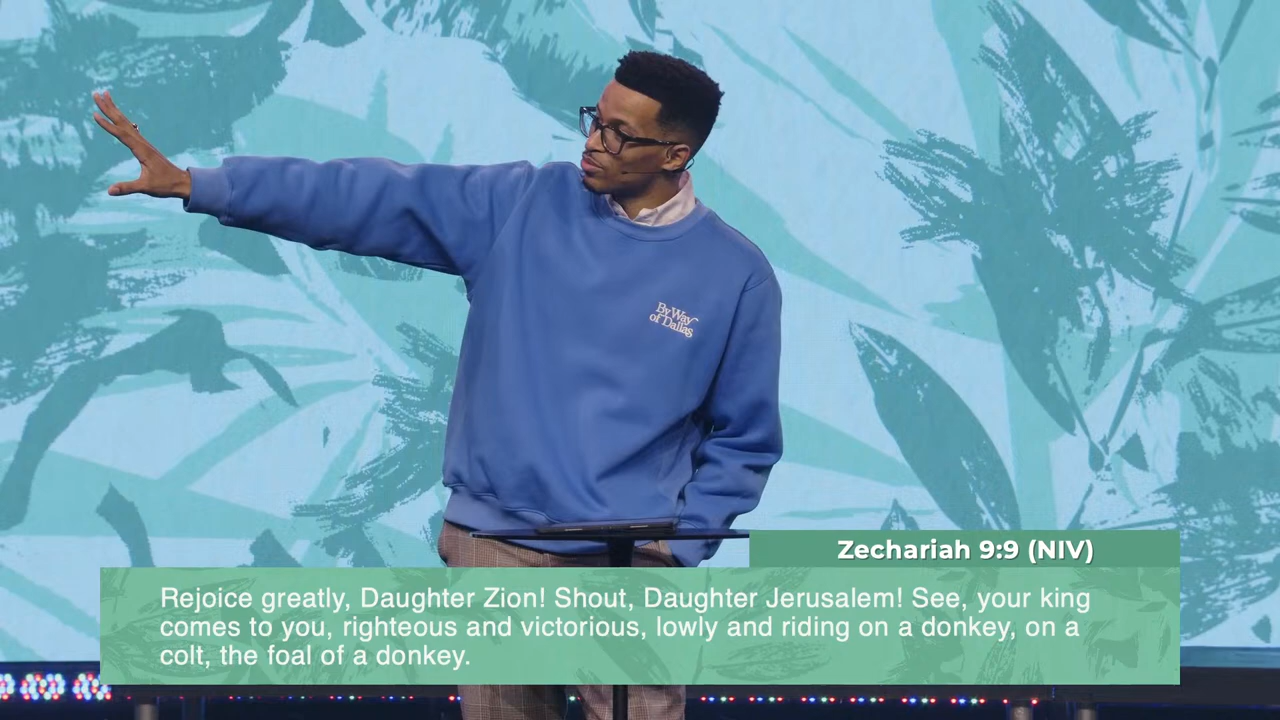 By Way
of Dallas
Zechariah 9:9 (NIV)
Rejoice greatly, Daughter Zion! Shout, Daughter Jerusalem! See, your king
comes to you, righteous and victorious, lowly and riding on a donkey, on a
colt, the foal of a donkey.